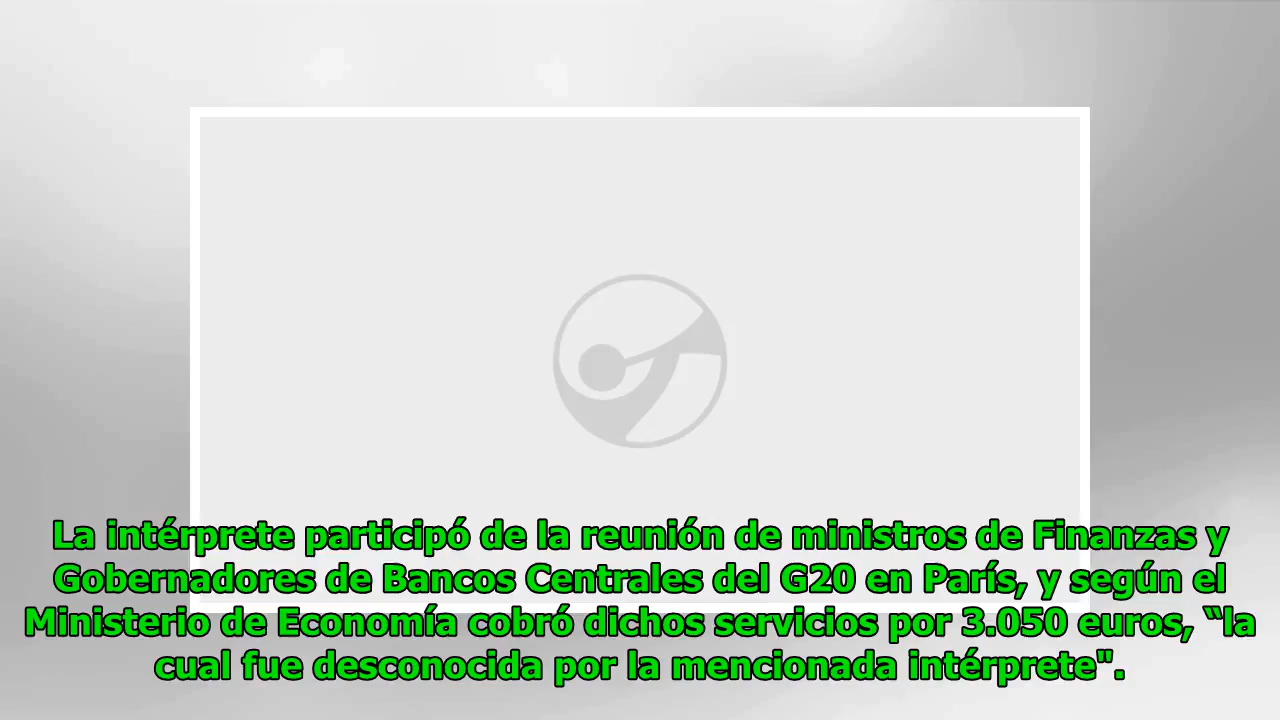 La intérprete participó de la reunión de ministros de Finanzas y
Gobernadores de Bancos Centrales del G20 en París, y según el
Ministerio de Economía cobró dichos servicios por 3.050 euros, “la
cual fue desconocida por la mencionada intérprete".